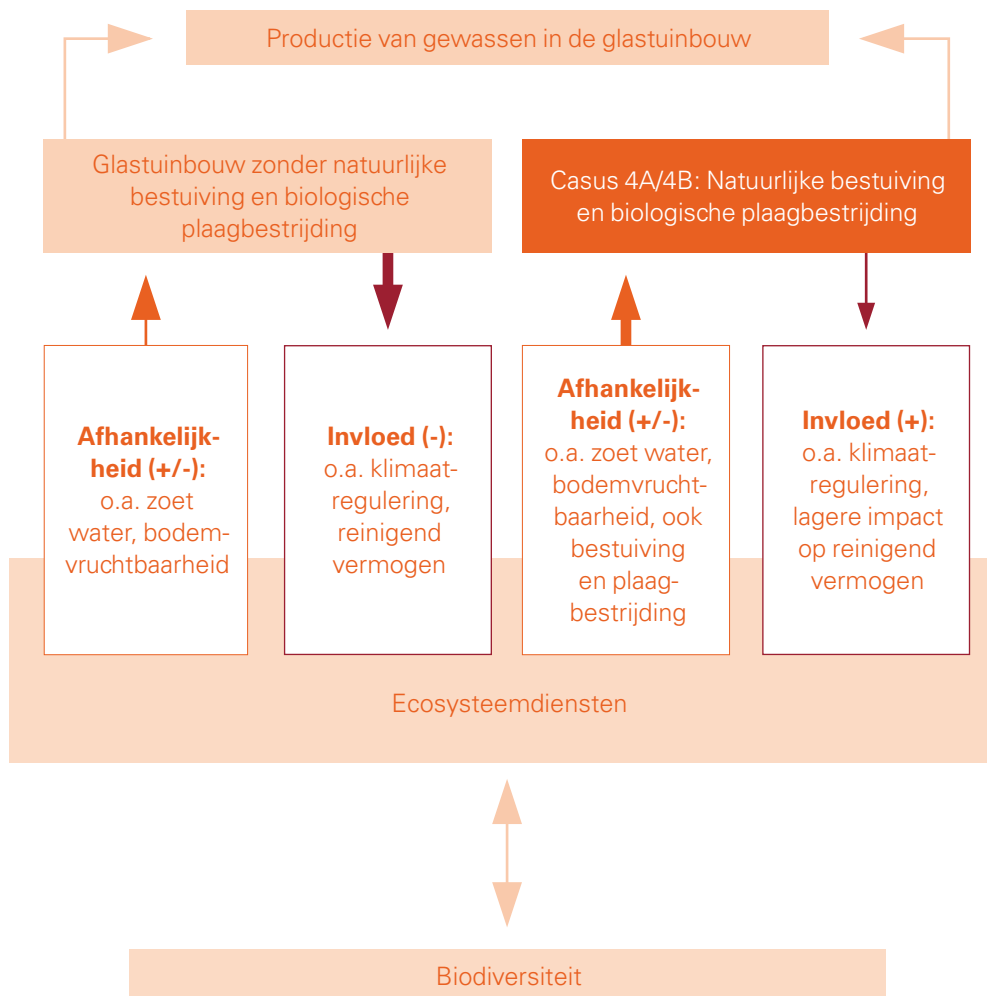 Productie van gewassen in de glastuinbouw
Glastuinbouw zonder natuurlijke
bestuiving en biologische
plaagbestrijding
Casus 4A/4B: Natuurlijke bestuiving
en biologische plaagbestrijding
Afhankelijk-
heid (+/-):
o.a. zoet
water, bodem-
vruchtbaarheid
Invloed (-):
o.a. klimaat-
regulering,
reinigend
vermogen
Afhankelijk-
heid (+/-):
o.a. zoet water,
bodemvrucht-
baarheid, ook
bestuiving
en plaag-
bestrijding
Invloed (+):
o.a. klimaat-
regulering,
lagere impact
op reinigend
vermogen
Ecosysteemdiensten
Biodiversiteit